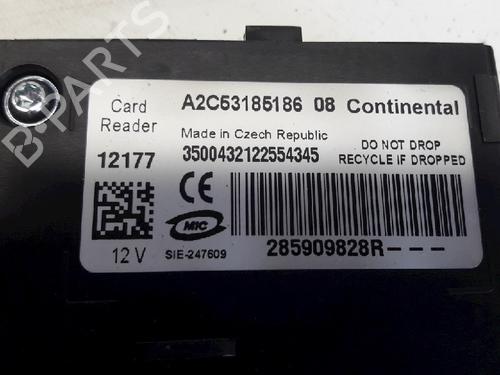 B-PARTS
Card Reader
A2C53185186 08 Continental
Made in Czech Republic
12177
3500432122554345
DO NOT DROP
RECYCLE IF DROPPED
CE
MIC
12 V
SIE-247609
285909828R---